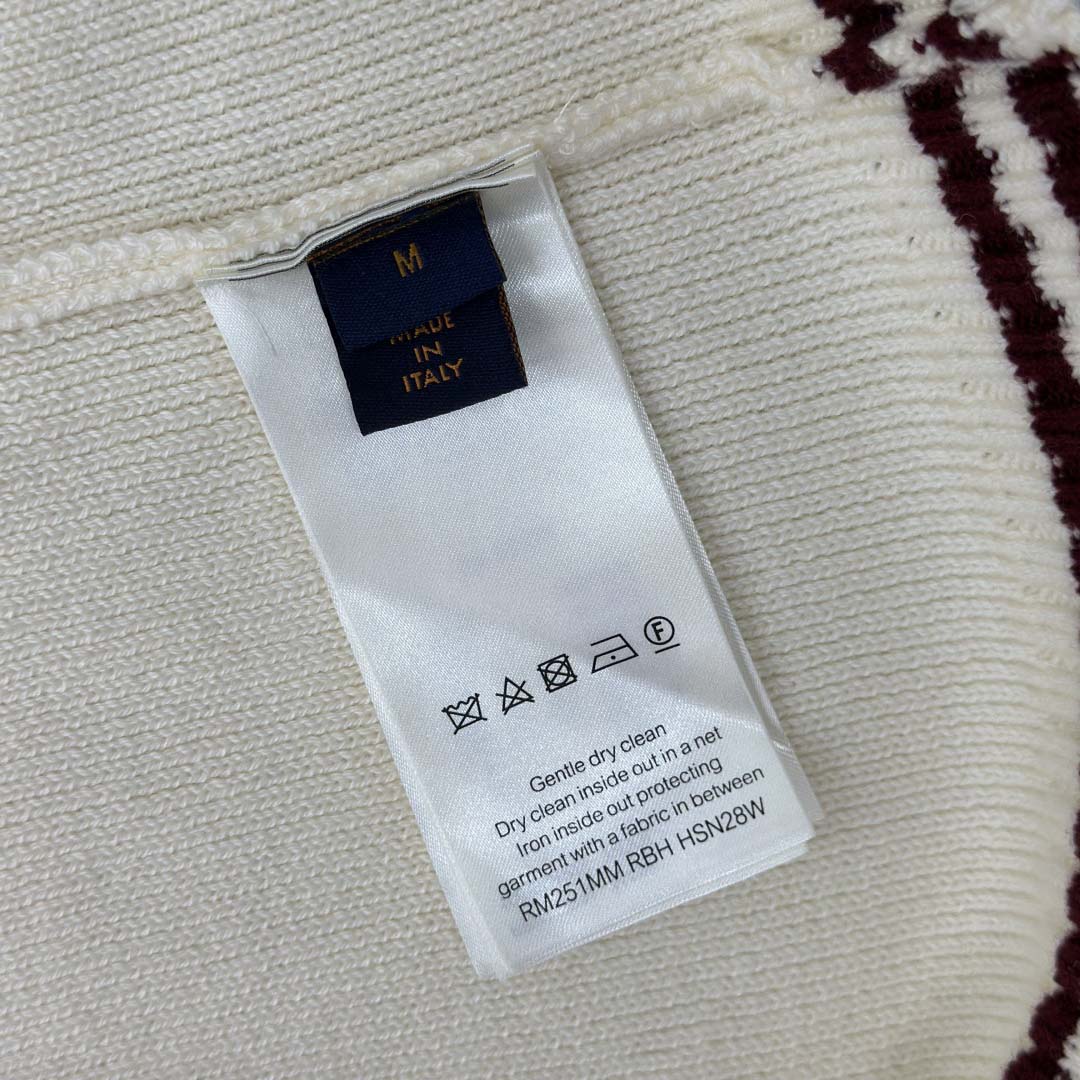 M
MADE
IN
ITALY
F
Gentle dry clean
Dry clean inside out in a net
Iron inside out protecting
garment with a fabric in between
RM251MM RBH HSN28W